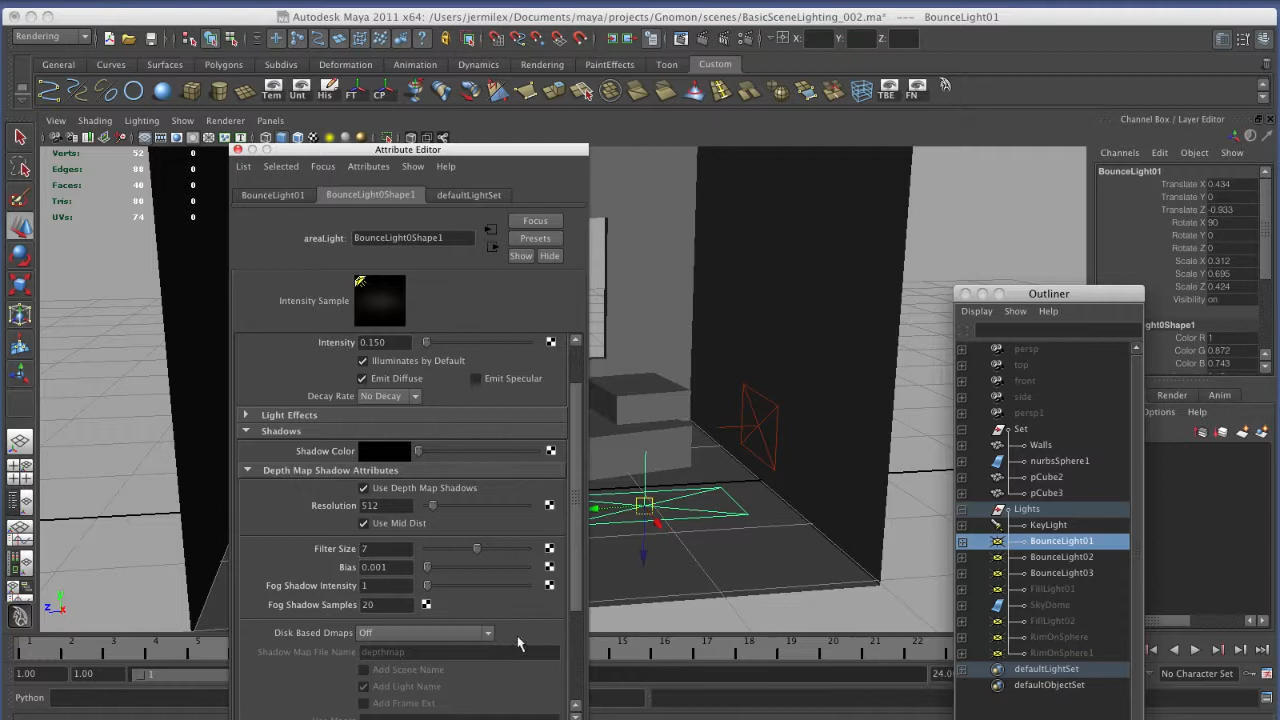 Autodesk Maya 2011 x64: /Users/jermilex/Documents/maya/projects/Gnomon/scenes/BasicSceneLighting_002.ma* --- BounceLight01
Rendering X: Y: Z:
General Curves Surfaces Polygons Subdivs Deformation Animation Dynamics Rendering PaintEffects Toon Custom
Tem Unt His FT CP TBE FN
View Shading Lighting Show Renderer Panels
Channel Box / Layer Editor
Verts: 52 0
Edges: 88 0
Faces: 40 0
Tris: 80 0
UVs: 74 0
Attribute Editor
List Selected Focus Attributes Show Help
BounceLight01 BounceLight0Shape1 defaultLightSet
Focus
areaLight: BounceLight0Shape1 Presets
Show Hide
Intensity Sample
Intensity 0.150
Illuminates by Default
Emit Diffuse Emit Specular
Decay Rate No Decay
Light Effects
Shadows
Shadow Color
Depth Map Shadow Attributes
Use Depth Map Shadows
Resolution 512
Use Mid Dist
Filter Size 7
Bias 0.001
Fog Shadow Intensity 1
Fog Shadow Samples 20
Disk Based Dmaps Off
Shadow Map File Name depthmap
Add Scene Name
Add Light Name
Add Frame Ext
Channels Edit Object Show
BounceLight01
Translate X 0.434
Translate Y 0
Translate Z -0.933
Rotate X 90
Rotate Y 0
Rotate Z 0
Scale X 0.312
Scale Y 0.695
Scale Z 0.424
Visibility on
ght0Shape1
Color R 1
Color G 0.872
Color B 0.743
Render Anim
Options Help
Outliner
Display Show Help
persp
top
front
side
persp1
Set
Walls
nurbsSphere1
pCube2
pCube3
Lights
KeyLight
BounceLight01
BounceLight02
BounceLight03
FillLight01
SkyDome
FillLight02
RimOnSphere
RimOnSphere1
defaultLightSet
defaultObjectSet
y z x
1 2 3 4 5 15 16 17 18 19 20 21 22
1.00 1.00 1 24.0 No Character Set
Python